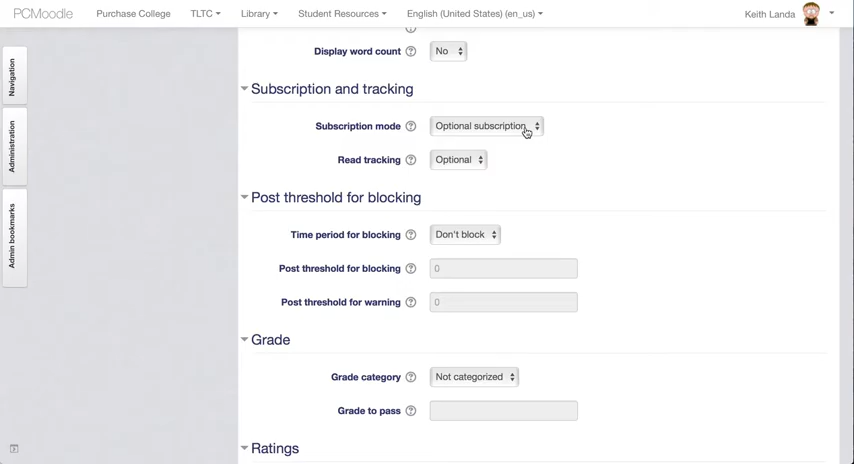 PCMoodle Purchase College TLTC Library Student Resources English (United States) (en_us) Keith Landa
Navigation
Administration
Admin bookmarks
Display word count No
Subscription and tracking
Subscription mode Optional subscription
Read tracking Optional
Post threshold for blocking
Time period for blocking Don't block
Post threshold for blocking 0
Post threshold for warning 0
Grade
Grade category Not categorized
Grade to pass
Ratings